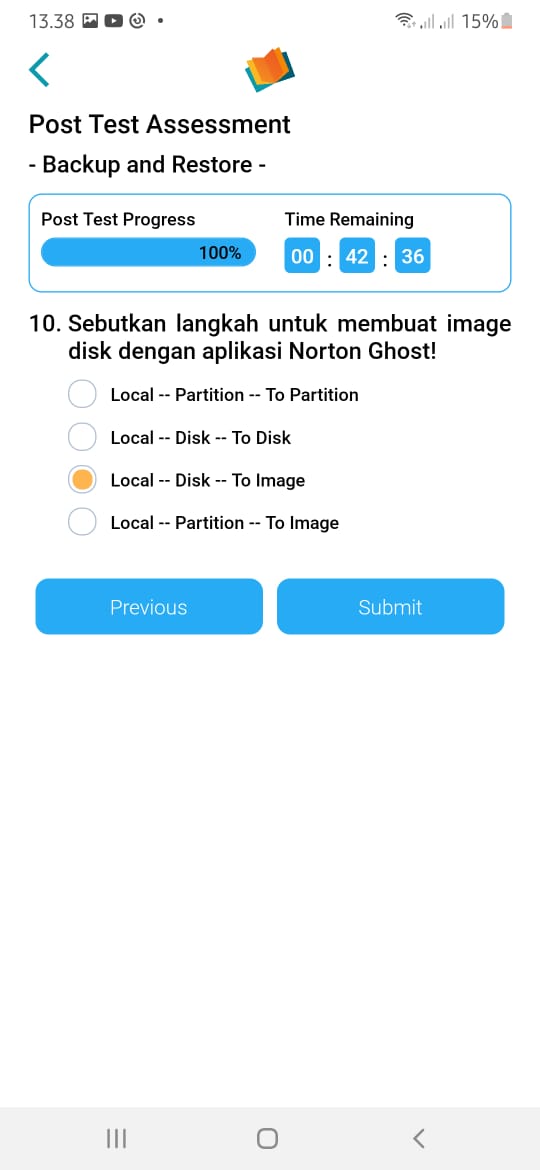 13.38
15%
Post Test Assessment
- Backup and Restore -
Post Test Progress
Time Remaining
100%
00 : 42 : 36
10. Sebutkan langkah untuk membuat image
disk dengan aplikasi Norton Ghost!
Local -- Partition -- To Partition
Local -- Disk -- To Disk
Local -- Disk -- To Image
Local -- Partition -- To Image
Previous
Submit